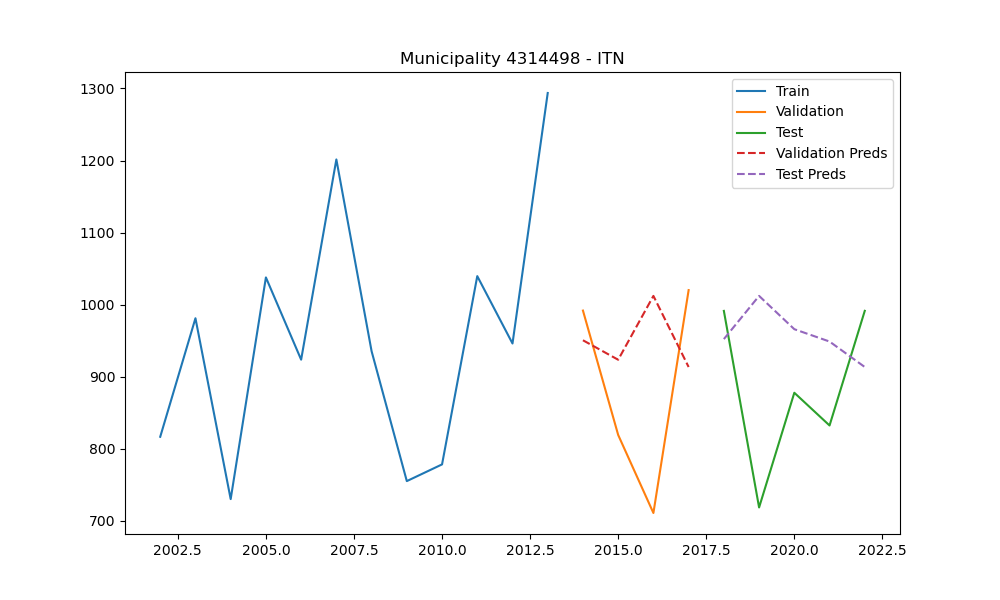 Municipality 4314498 - ITN
1300
1200
1100
1000
900
800
700
2002.5 2005.0 2007.5 2010.0 2012.5 2015.0 2017.5 2020.0 2022.5
Train
Validation
Test
Validation Preds
Test Preds